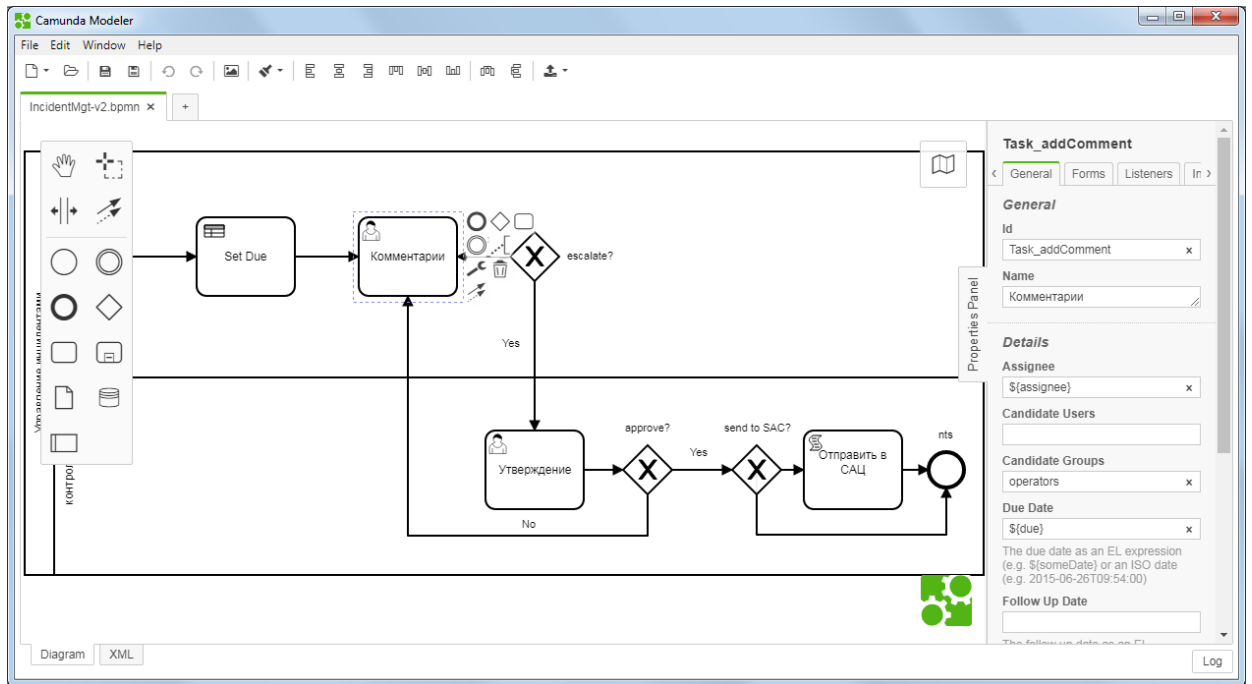 Camunda Modeler
File Edit Window Help
IncidentMgt-v2.bpmn × +
Set Due
Комментарии
escalate?
Yes
контрол
approve?
send to SAC?
nts
Yes
Утверждение
Отправить в
САЦ
No
Properties Panel
Task_addComment
General Forms Listeners In
General
Id
Task_addComment x
Name
Комментарии
Details
Assignee
${assignee} x
Candidate Users
Candidate Groups
operators x
Due Date
${due} x
The due date as an EL expression
(e.g. ${someDate} or an ISO date
(e.g. 2015-06-26T09:54:00)
Follow Up Date
Diagram XML
Log